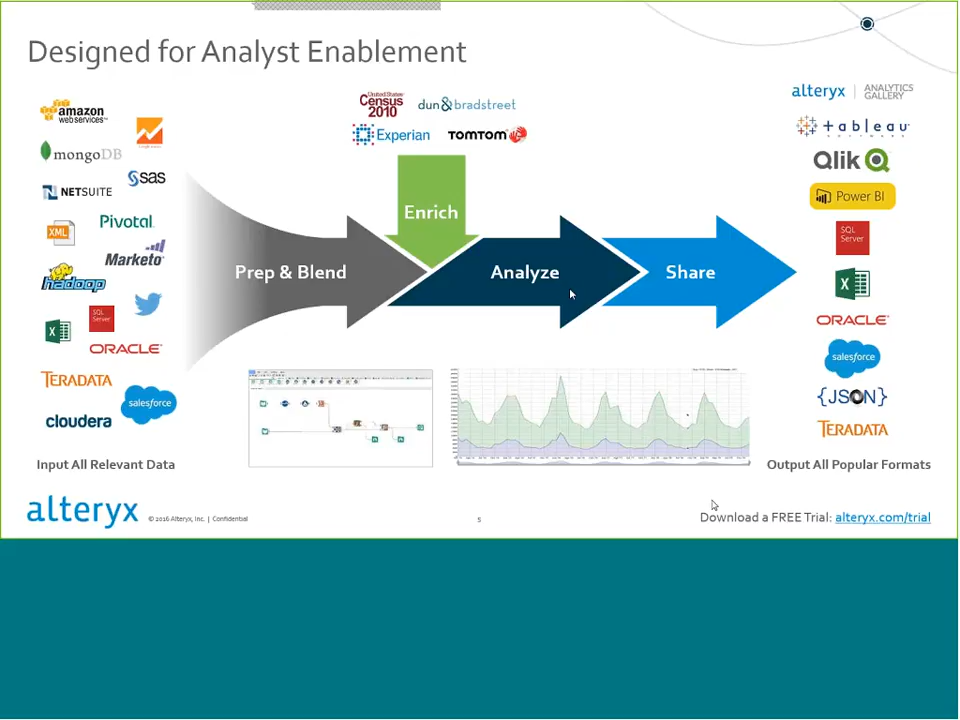 Designed for Analyst Enablement
amazon
web services™
mongoDB
sas
NETSUITE
Pivotal.
XML
Marketo
hadoop
SQL
Server
X
ORACLE
TERADATA
salesforce
cloudera
Input All Relevant Data
United States
Census
2010
dun & bradstreet
Experian
TOMTOM
Enrich
Prep & Blend
Analyze
Share
alteryx | ANALYTICS
GALLERY
+ableau
Qlik
Power BI
SQL
Server
X
ORACLE
salesforce
{JSON}
TERADATA
Output All Popular Formats
alteryx
© 2016 Alteryx, Inc. | Confidential
5
Download a FREE Trial: alteryx.com/trial